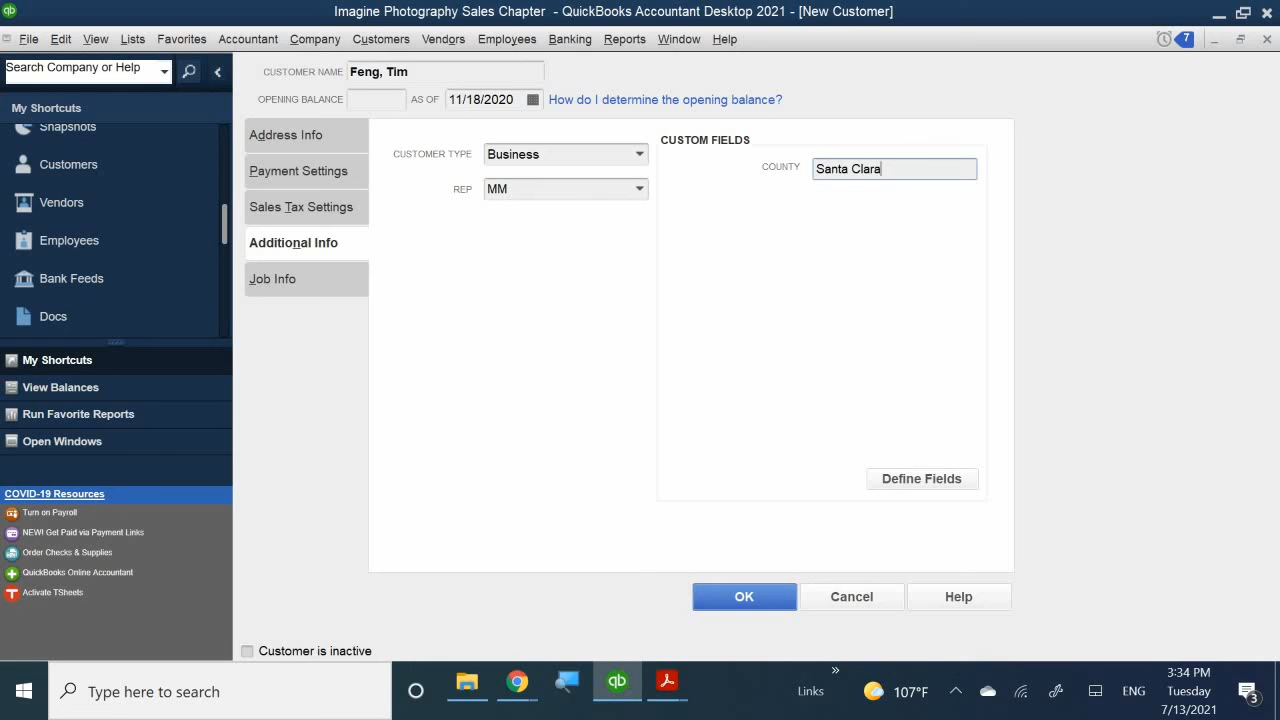 Imagine Photography Sales Chapter - QuickBooks Accountant Desktop 2021 - [New Customer]
File Edit View Lists Favorites Accountant Company Customers Vendors Employees Banking Reports Window Help
7
Search Company or Help
My Shortcuts
Snapshots
Customers
Vendors
Employees
Bank Feeds
Docs
My Shortcuts
View Balances
Run Favorite Reports
Open Windows
COVID-19 Resources
Turn on Payroll
NEW! Get Paid via Payment Links
Order Checks & Supplies
QuickBooks Online Accountant
Activate TSheets
CUSTOMER NAME Feng, Tim
OPENING BALANCE AS OF 11/18/2020 How do I determine the opening balance?
Address Info
Payment Settings
Sales Tax Settings
Additional Info
Job Info
CUSTOMER TYPE Business
REP MM
CUSTOM FIELDS
COUNTY Santa Clara
Define Fields
OK Cancel Help
Customer is inactive
Type here to search
qb
Links
107°F
ENG
3:34 PM
Tuesday
7/13/2021
3